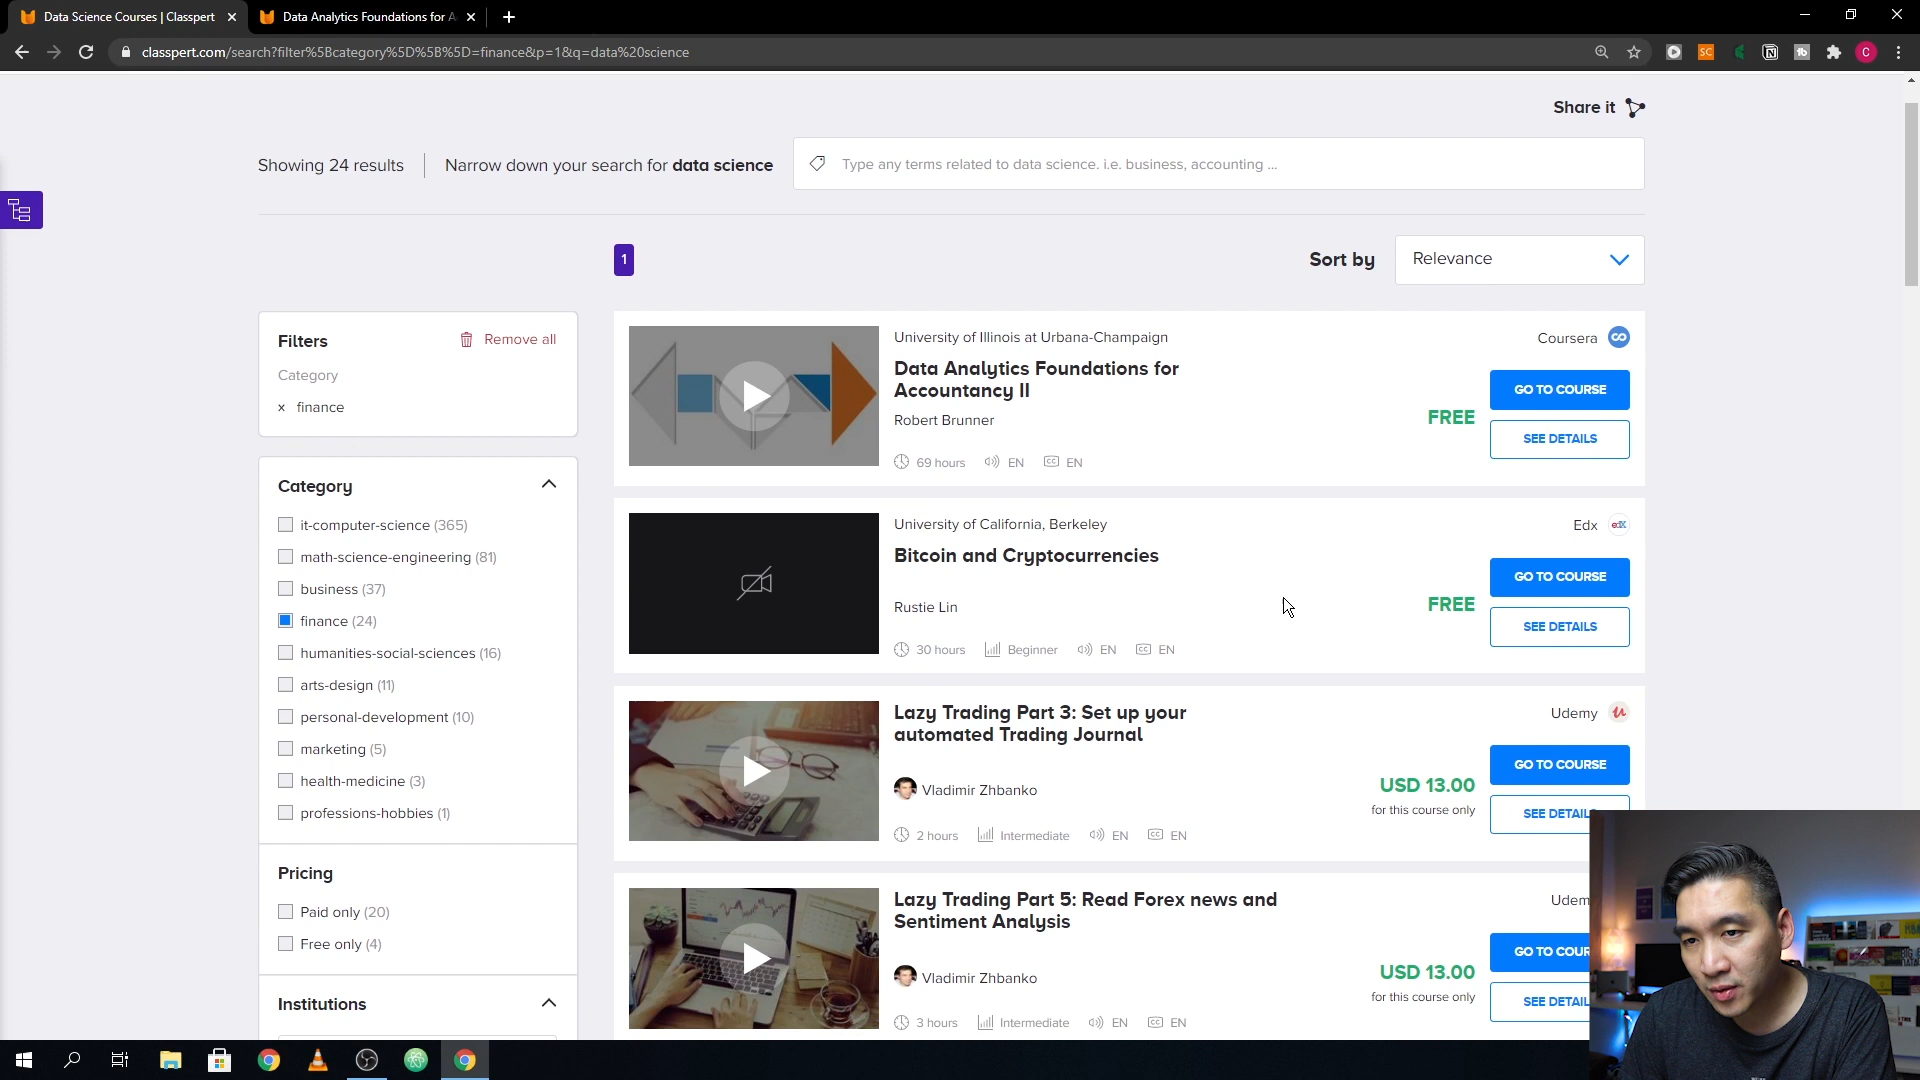 Data Science Courses | Classpert
Data Analytics Foundations for A
classpert.com/search?filter%5Bcategory%5D%5B%5D=finance&p=1&q=data%20science
Share it
Showing 24 results
Narrow down your search for data science
Type any terms related to data science. i.e. business, accounting ...
1
Sort by
Relevance
Filters
Remove all
Category
x finance
Category
it-computer-science (365)
math-science-engineering (81)
business (37)
finance (24)
humanities-social-sciences (16)
arts-design (11)
personal-development (10)
marketing (5)
health-medicine (3)
professions-hobbies (1)
Pricing
Paid only (20)
Free only (4)
Institutions
University of Illinois at Urbana-Champaign
Data Analytics Foundations for
Accountancy II
Robert Brunner
69 hours EN EN
Coursera
FREE
GO TO COURSE
SEE DETAILS
University of California, Berkeley
Bitcoin and Cryptocurrencies
Rustie Lin
30 hours Beginner EN EN
Edx
FREE
GO TO COURSE
SEE DETAILS
Lazy Trading Part 3: Set up your
automated Trading Journal
Vladimir Zhbanko
2 hours Intermediate EN EN
Udemy
USD 13.00
for this course only
GO TO COURSE
SEE DETAIL
Lazy Trading Part 5: Read Forex news and
Sentiment Analysis
Vladimir Zhbanko
3 hours Intermediate EN EN
Udem
USD 13.00
for this course only
GO TO COUR
SEE DETAIL